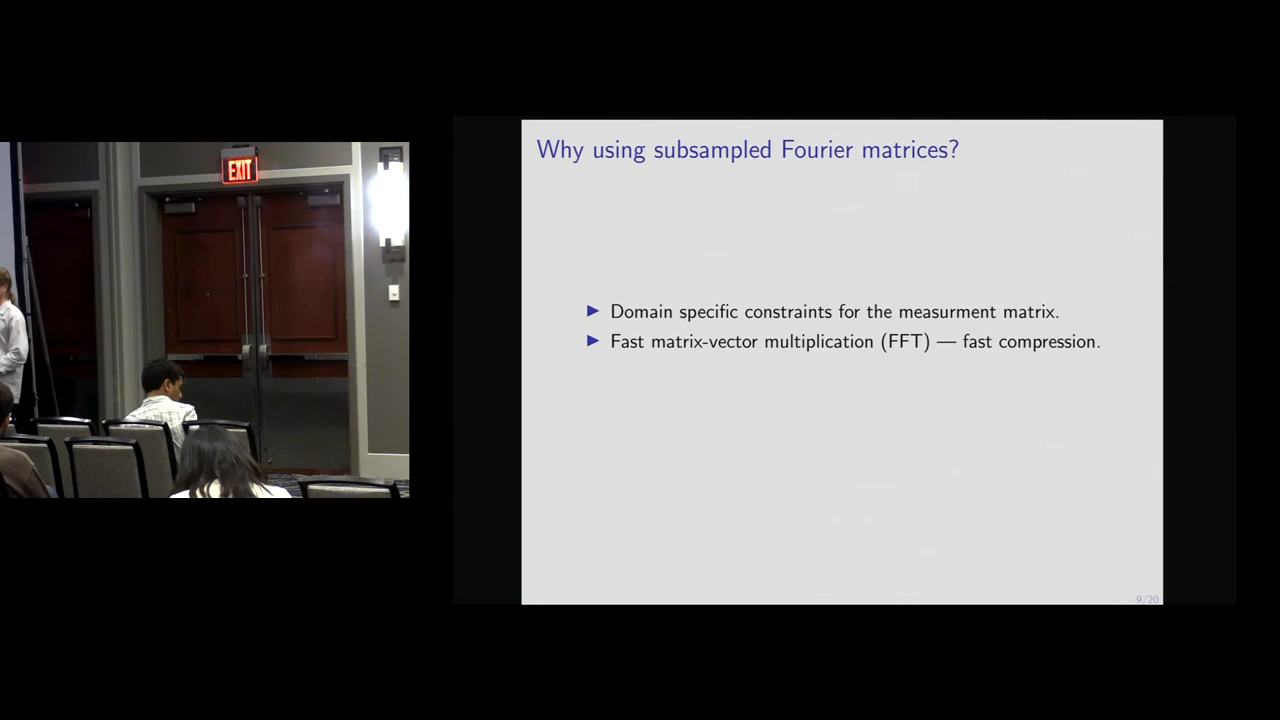 EXIT
Why using subsampled Fourier matrices?
▶ Domain specific constraints for the measurment matrix.
▶ Fast matrix-vector multiplication (FFT) — fast compression.
9/20